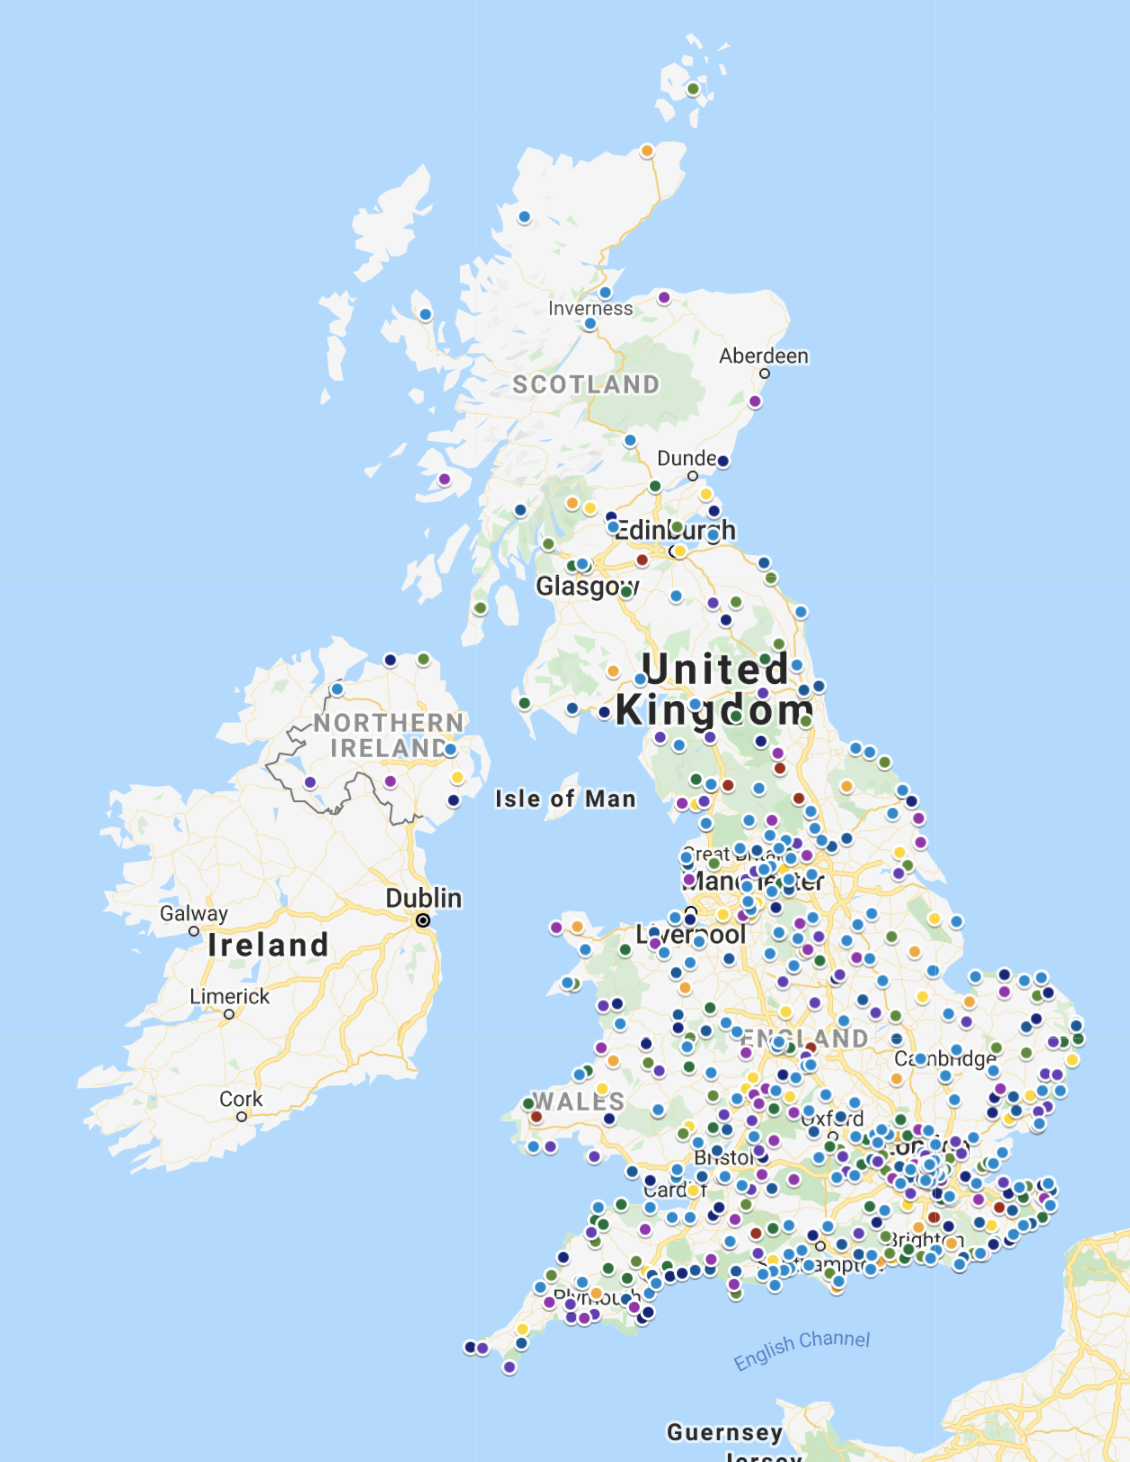 Inverness
Aberdeen
SCOTLAND
Dunde
Edinburgh
Glasgow
United
Kingdom
NORTHERN
IRELAND
Isle of Man
Great Britain
Manchester
Dublin
Galway
Liverpool
Ireland
Limerick
ENGLAND
Cambridge
Cork
WALES
Oxford
London
Bristol
Cardiff
Brighton
Southampton
Plymouth
English Channel
Guernsey
Jersey